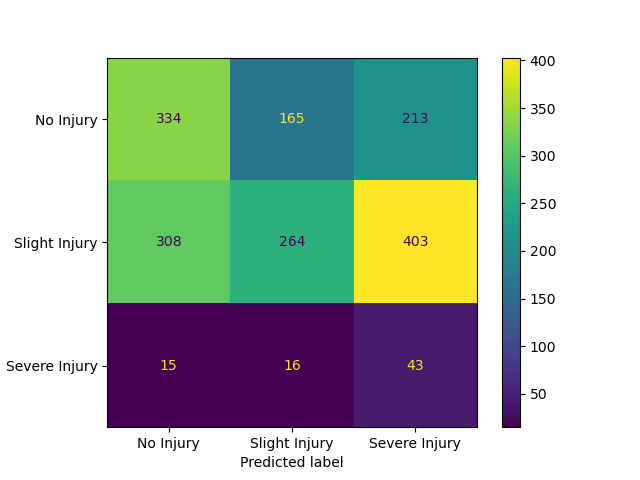 No Injury 334 165 213
Slight Injury 308 264 403
Severe Injury 15 16 43
No Injury Slight Injury Severe Injury
Predicted label
400
350
300
250
200
150
100
50